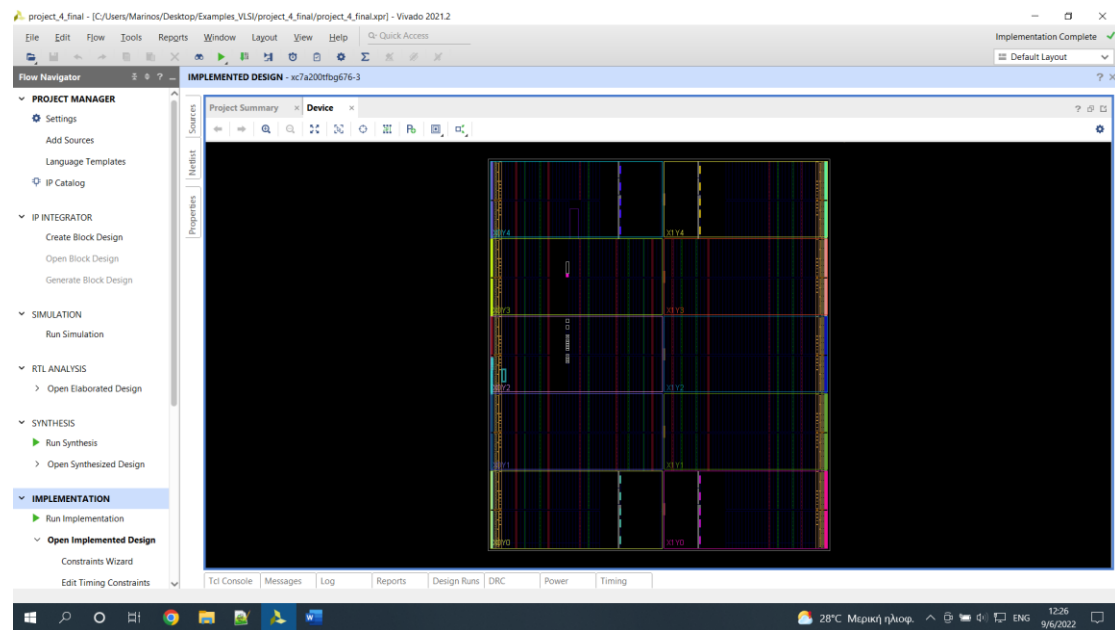 project_4_final - [C:/Users/Marinos/Desktop/Examples_VLSI/project_4_final/project_4_final.xpr] - Vivado 2021.2
File Edit Flow Tools Reports Window Layout View Help Quick Access
Implementation Complete
Default Layout
Flow Navigator
IMPLEMENTED DESIGN - xc7a200tfbg676-3
PROJECT MANAGER
Settings
Add Sources
Language Templates
IP Catalog
IP INTEGRATOR
Create Block Design
Open Block Design
Generate Block Design
SIMULATION
Run Simulation
RTL ANALYSIS
Open Elaborated Design
SYNTHESIS
Run Synthesis
Open Synthesized Design
IMPLEMENTATION
Run Implementation
Open Implemented Design
Constraints Wizard
Edit Timing Constraints
Sources
Netlist
Properties
Project Summary Device
X0Y4 X1Y4
X0Y3 X1Y3
X0Y2 X1Y2
X0Y1 X1Y1
X0Y0 X1Y0
Tcl Console Messages Log Reports Design Runs DRC Power Timing
28°C Μερική ηλιοφ. ENG 12:26
9/6/2022